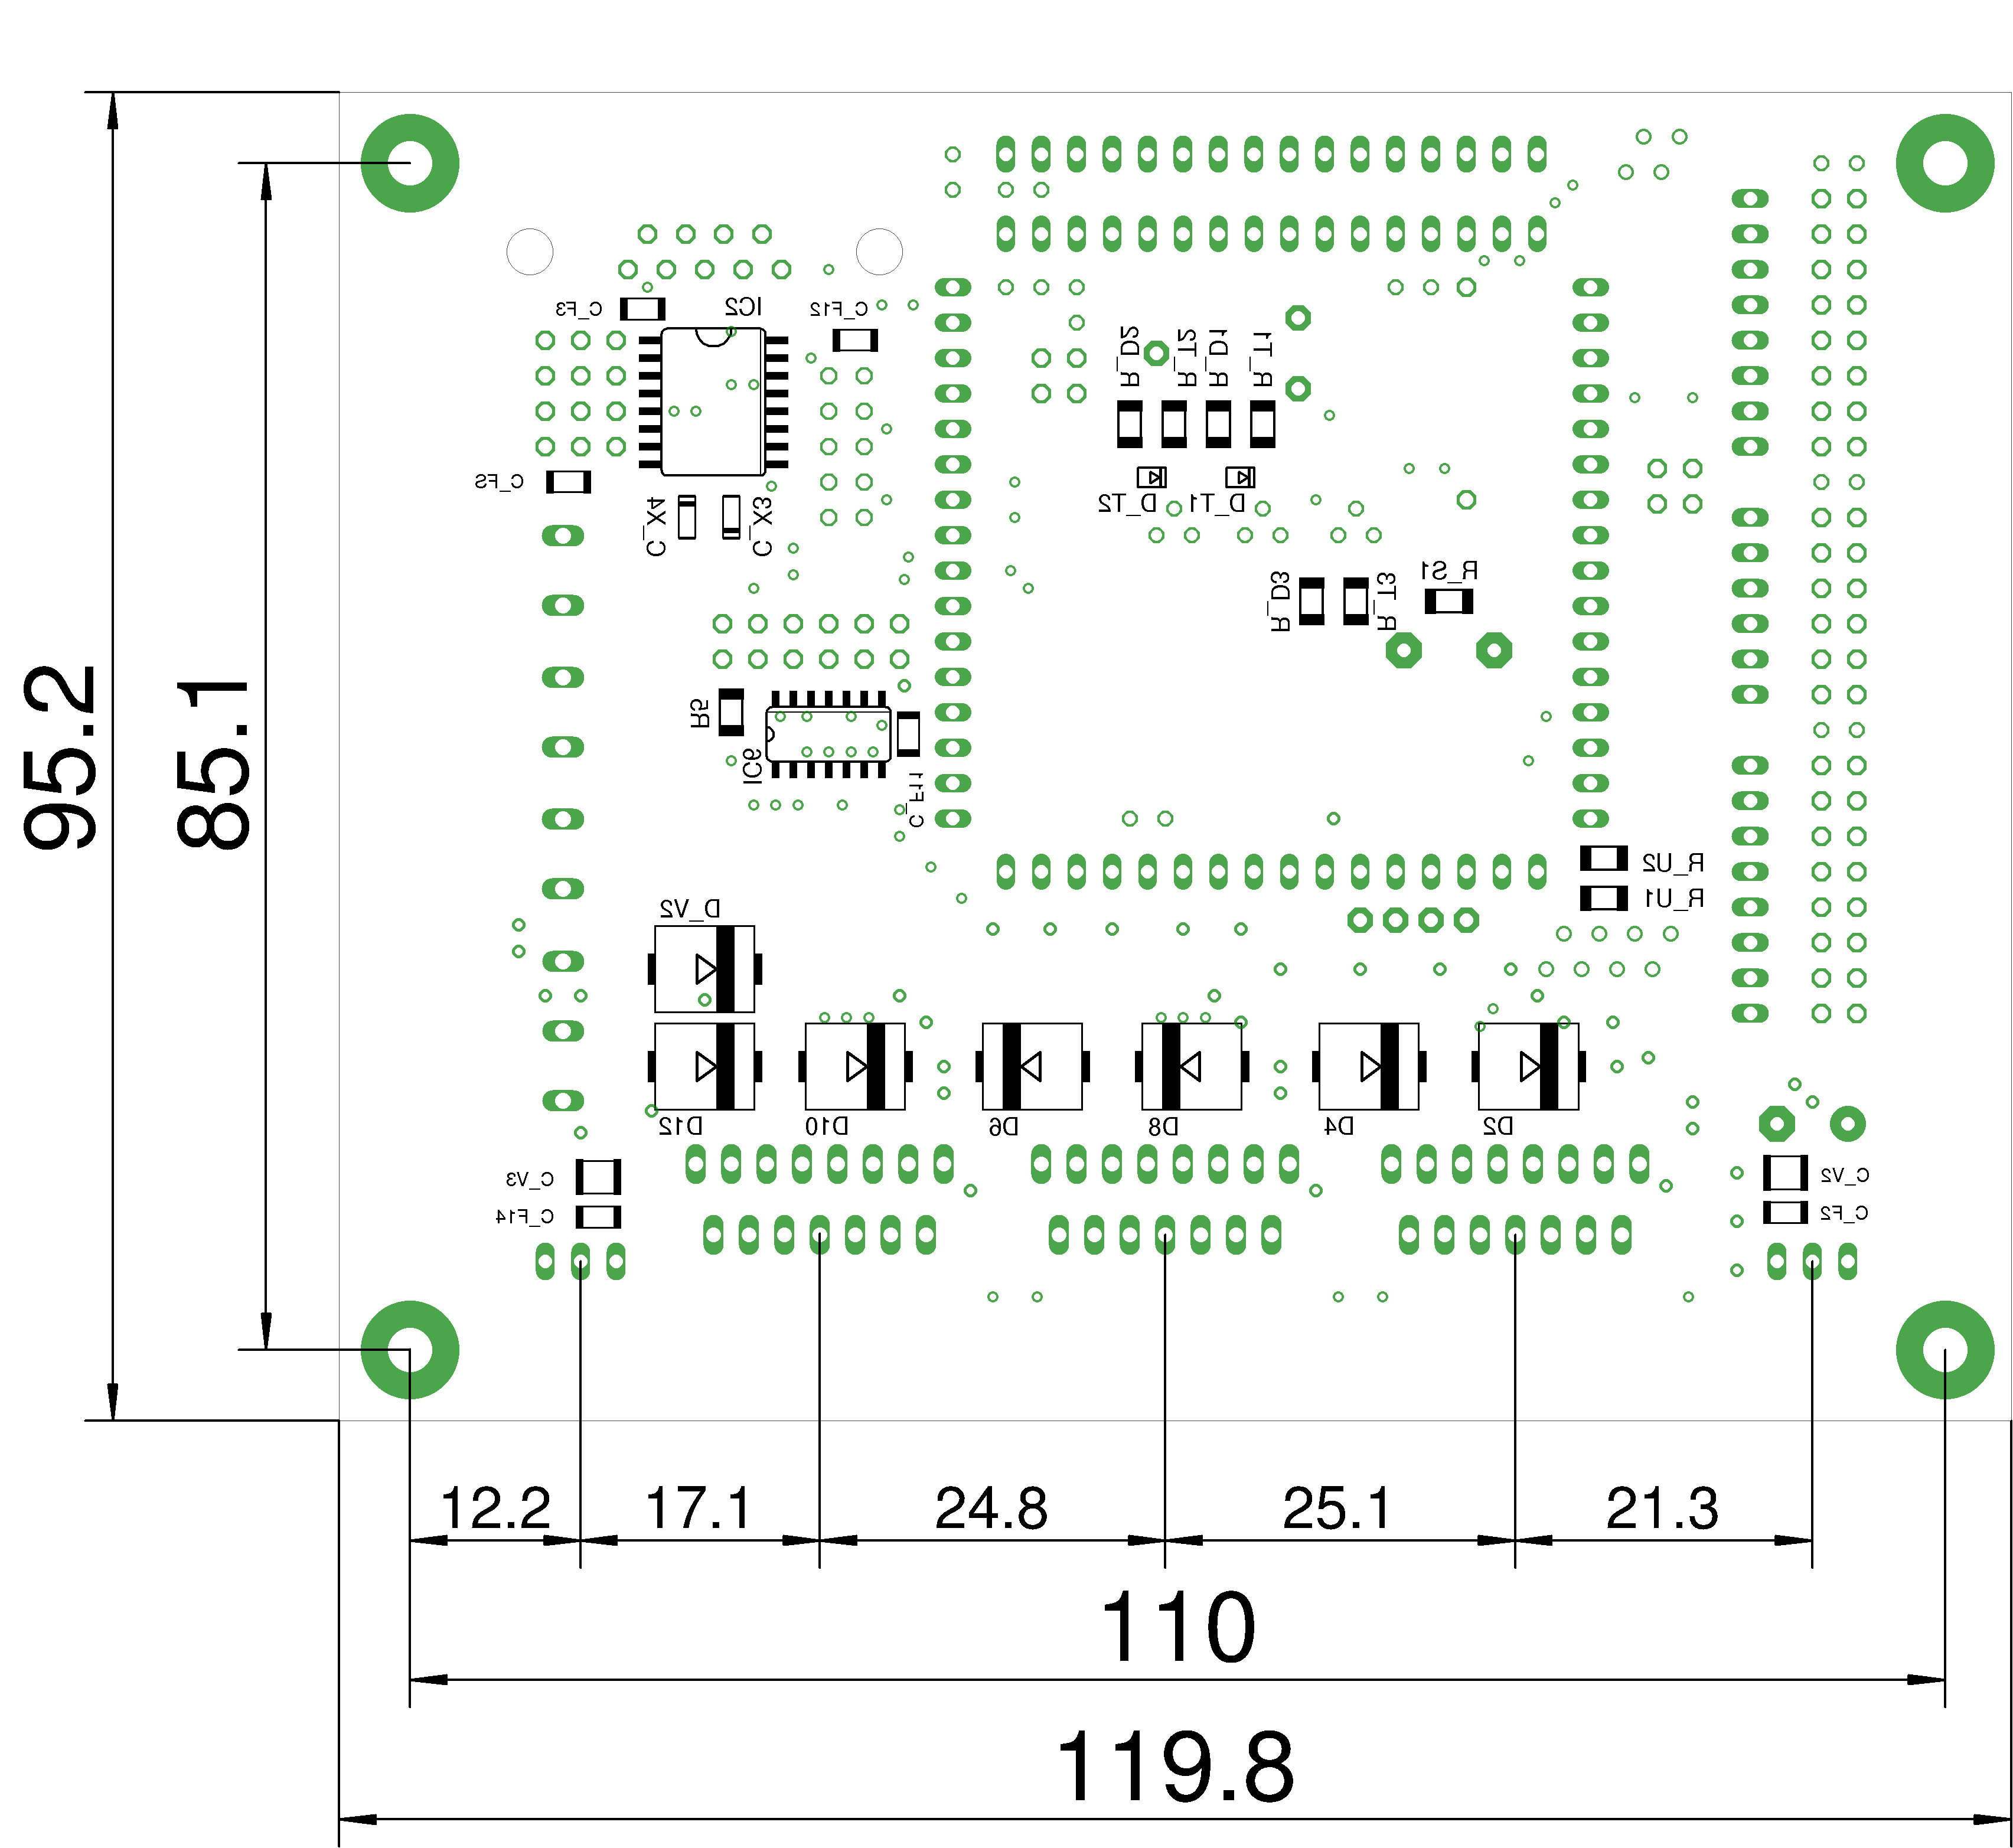 C_F3
IC2
C_F12
R_D2
R_T2
R_D1
R_T1
C_FS
C_X4
C_X3
D_T2
D_T1
R_D3
R_T3
R_S1
95.2
85.1
R5
IC6
C_F11
R_U2
R_U1
D_V2
D12
D10
D6
D8
D4
D2
C_V3
C_F14
C_V2
C_F2
12.2
17.1
24.8
25.1
21.3
110
119.8